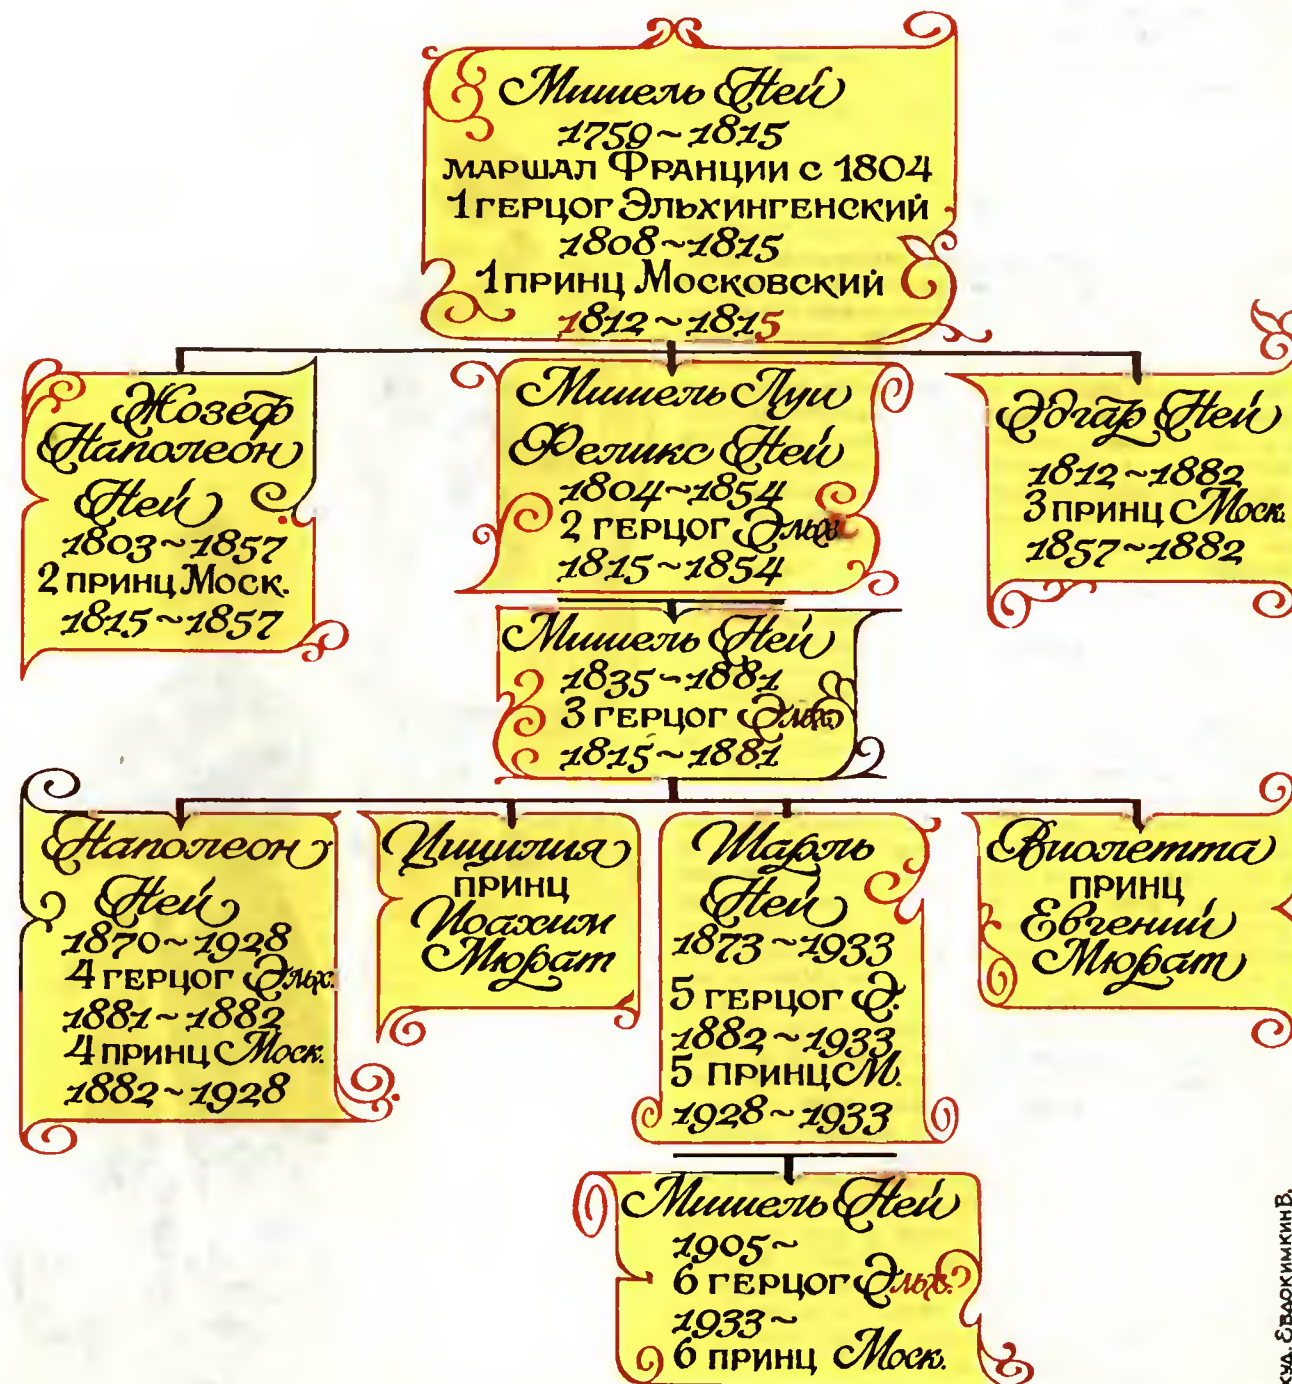 Мишель Ней
1759~1815
маршал Франции с 1804
1 герцог Эльхингенский
1808~1815
1 принц Московский
1812~1815
Жозеф
Наполеон
Ней
1803~1857
2 принц Моск.
1815~1857
Мишель Луи
Феликс Ней
1804~1854
2 герцог Эльх.
1815~1854
Эдгар Ней
1812~1882
3 принц Моск.
1857~1882
Мишель Ней
1835~1881
3 герцог Эльх.
1815~1881
Наполеон
Ней
1870~1928
4 герцог Эльх.
1881~1882
4 принц Моск.
1882~1928
Цицилия
принц
Иоахим
Мюрат
Шарль
Ней
1873~1933
5 герцог Э.
1882~1933
5 принц М.
1928~1933
Виолетта
принц
Евгений
Мюрат
Мишель Ней
1905~
6 герцог Эльх.
1933~
6 принц Моск.
худ. Евдокимкин В.